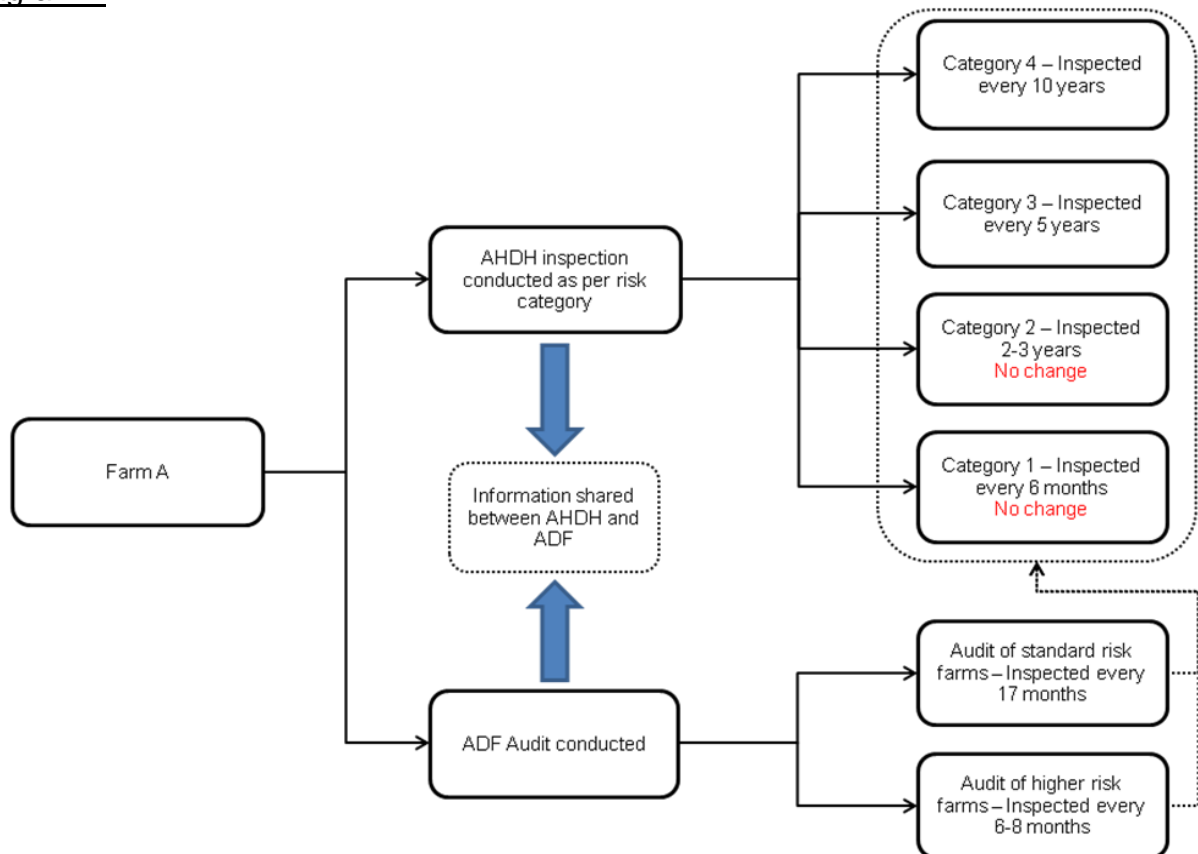 Category 4 – Inspected
every 10 years
Category 3 – Inspected
every 5 years
AHDH inspection
conducted as per risk
category
Category 2 – Inspected
2-3 years
No change
Farm A
Category 1 – Inspected
every 6 months
No change
Information shared
between AHDH and
ADF
Audit of standard risk
farms – Inspected every
17 months
ADF Audit conducted
Audit of higher risk
farms – Inspected every
6-8 months